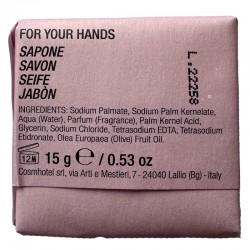 FOR YOUR HANDS
SAPONE
SAVON
SEIFE
JABÒN
L.22258
INGREDIENTS: Sodium Palmate, Sodium Palm Kernelate,
Aqua (Water), Parfum (Fragrance), Palm Kernel Acid,
Glycerin, Sodium Chloride, Tetrasodium EDTA, Tetrasodium
Etidronate, Olea Europaea (Olive) Fruit Oil.
12M 15 g ℮ / 0.53 oz
Cosmhotel srl, via Arti e Mestieri, 7 - 24040 Lallio (Bg) - Italy